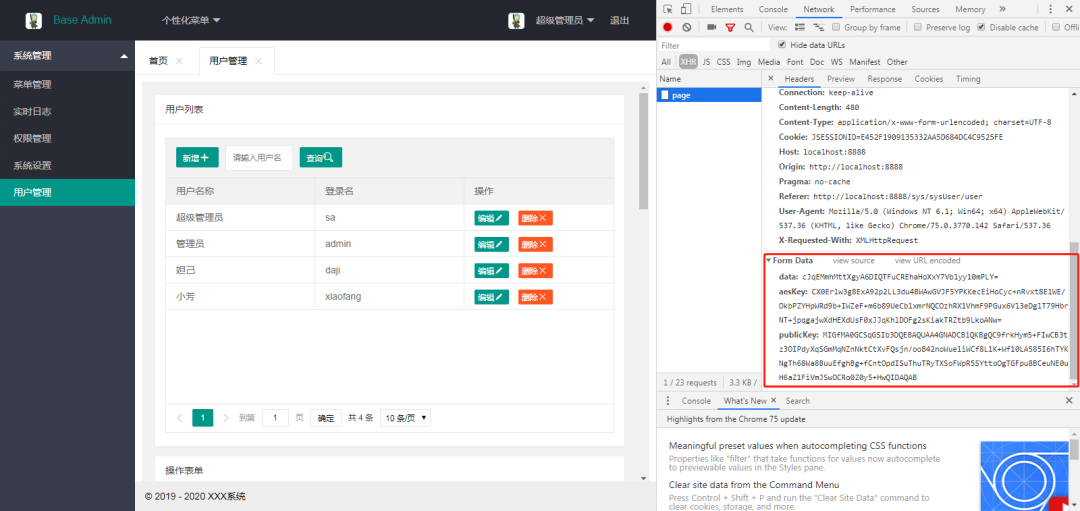 Base Admin
个性化菜单
超级管理员
退出
系统管理
菜单管理
实时日志
权限管理
系统设置
用户管理
首页 ×
用户管理 ×
用户列表
新增
请输入用户名
查询
用户名称 登录名 操作
超级管理员 sa 编辑 删除
管理员 admin 编辑 删除
妲己 daji 编辑 删除
小芳 xiaofang 编辑 删除
1 到第 1 页 确定 共 4 条 10 条/页
操作表单
© 2019 - 2020 XXX系统
Elements Console Network Performance Sources Memory »
View: Group by frame Preserve log Disable cache Offli
Filter Hide data URLs
All XHR JS CSS Img Media Font Doc WS Manifest Other
Name
page
1 / 23 requests 3.3 KB /
× Headers Preview Response Cookies Timing
Connection: keep-alive
Content-Length: 480
Content-Type: application/x-www-form-urlencoded; charset=UTF-8
Cookie: JSESSIONID=E452F1909135332AA5D684DC4C9525FE
Host: localhost:8888
Origin: http://localhost:8888
Pragma: no-cache
Referer: http://localhost:8888/sys/sysUser/user
User-Agent: Mozilla/5.0 (Windows NT 6.1; Win64; x64) AppleWebKit/
537.36 (KHTML, like Gecko) Chrome/75.0.3770.142 Safari/537.36
X-Requested-With: XMLHttpRequest
Form Data view source view URL encoded
data: cJqEMmhMttXgyA6DIQTFuCREhaHoXxY7Vblyy10mPLY=
aesKey:
publicKey:
Console What's New × Search
Highlights from the Chrome 75 update
Meaningful preset values when autocompleting CSS functions
Properties like "filter" that take functions for values now autocomplete
to previewable values in the Styles pane.
Clear site data from the Command Menu
Press Control + Shift + P and run the "Clear Site Data" command to
clear cookies, storage, and more.